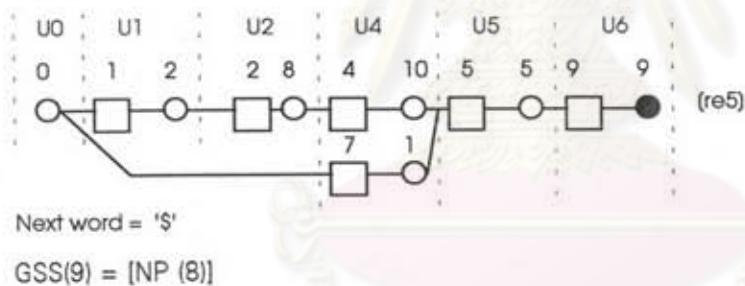 U0 U1 U2 U4 U5 U6
0 1 2 2 8 4 10 5 5 9 9
(re5)
7 1
Next word = '$'
GSS(9) = [NP (8)]